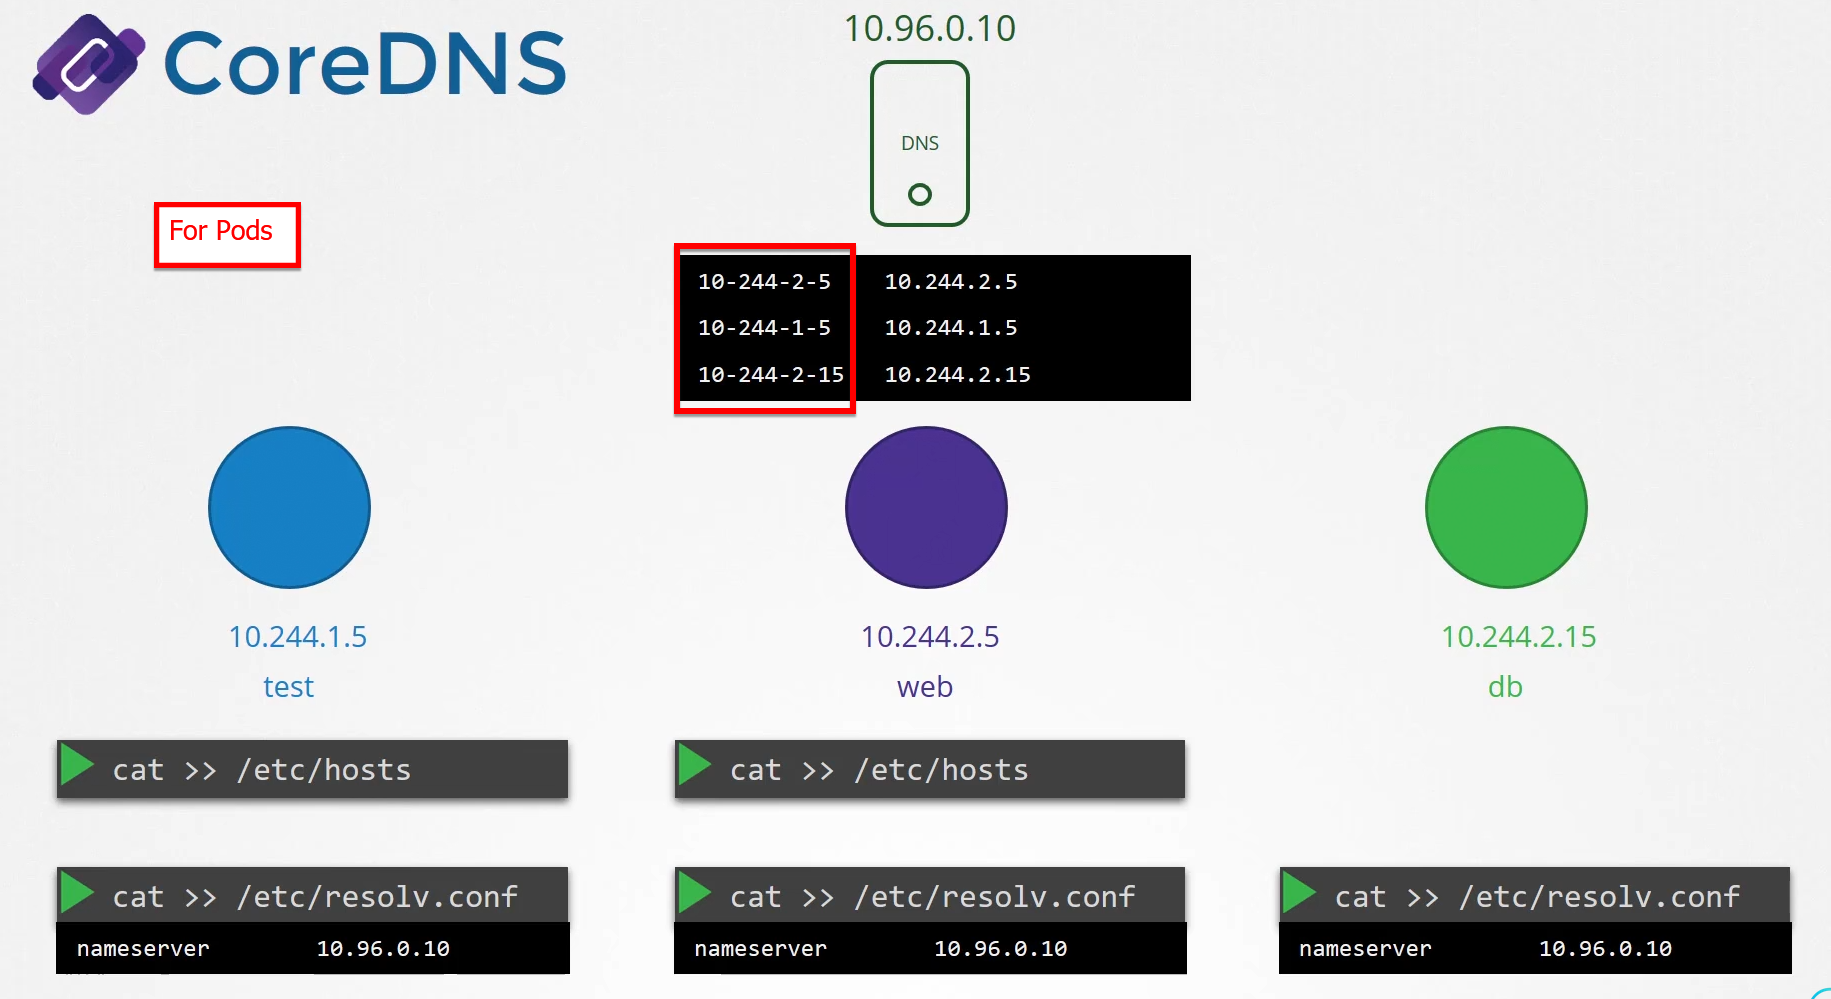 CoreDNS
10.96.0.10
DNS
For Pods
10-244-2-5 10.244.2.5
10-244-1-5 10.244.1.5
10-244-2-15 10.244.2.15
10.244.1.5
test
10.244.2.5
web
10.244.2.15
db
cat >> /etc/hosts
cat >> /etc/hosts
cat >> /etc/resolv.conf
nameserver 10.96.0.10
cat >> /etc/resolv.conf
nameserver 10.96.0.10
cat >> /etc/resolv.conf
nameserver 10.96.0.10